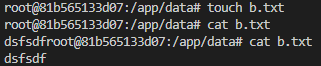 root@81b565133d07:/app/data# touch b.txt
root@81b565133d07:/app/data# cat b.txt
dsfsdfroot@81b565133d07:/app/data# cat b.txt
dsfsdf